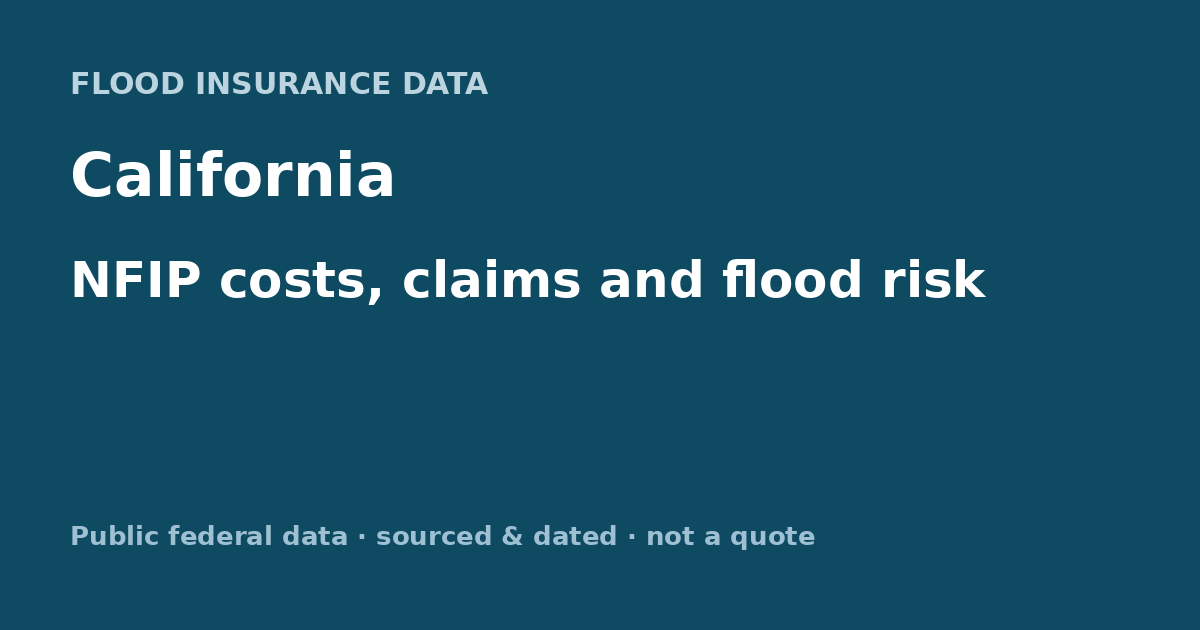 FLOOD INSURANCE DATA
California
NFIP costs, claims and flood risk
Public federal data · sourced & dated · not a quote